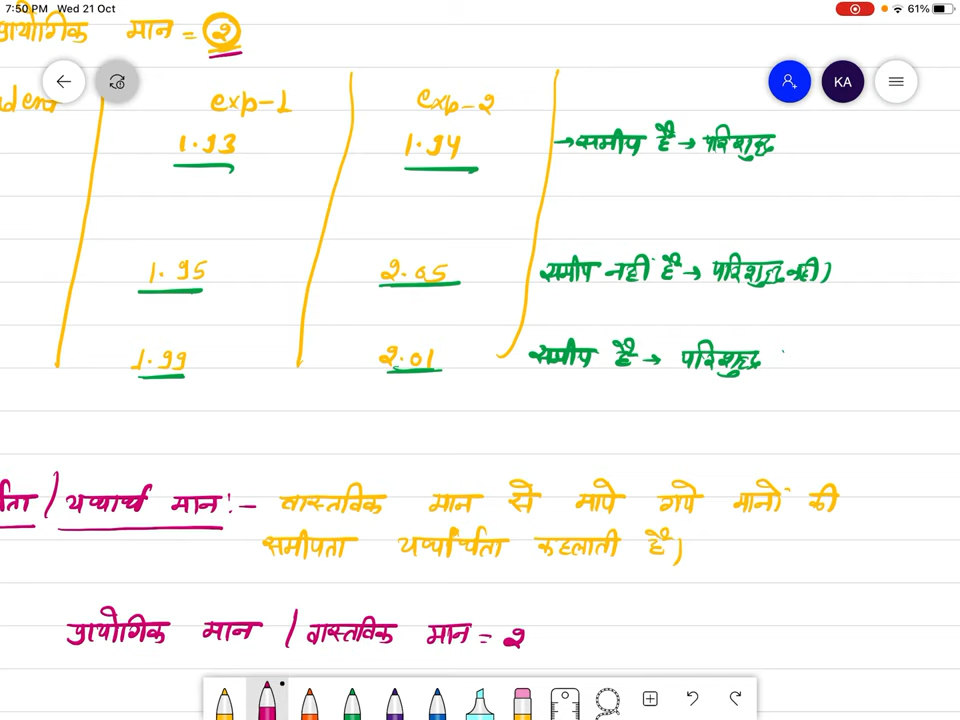 7:50 PM Wed 21 Oct
61%
प्रायोगिक मान = 2
KA
exp-1 exp-2
1.93 1.94 → समीप है → परिशुद्ध
1.95 2.05 समीप नहीं है → परिशुद्ध नहीं।
1.99 2.01 समीप है → परिशुद्ध
यथार्थ मान :- वास्तविक मान से मापे गये मानों की
समीपता यथार्थता कहलाती है।
प्रायोगिक मान / वास्तविक मान = 2